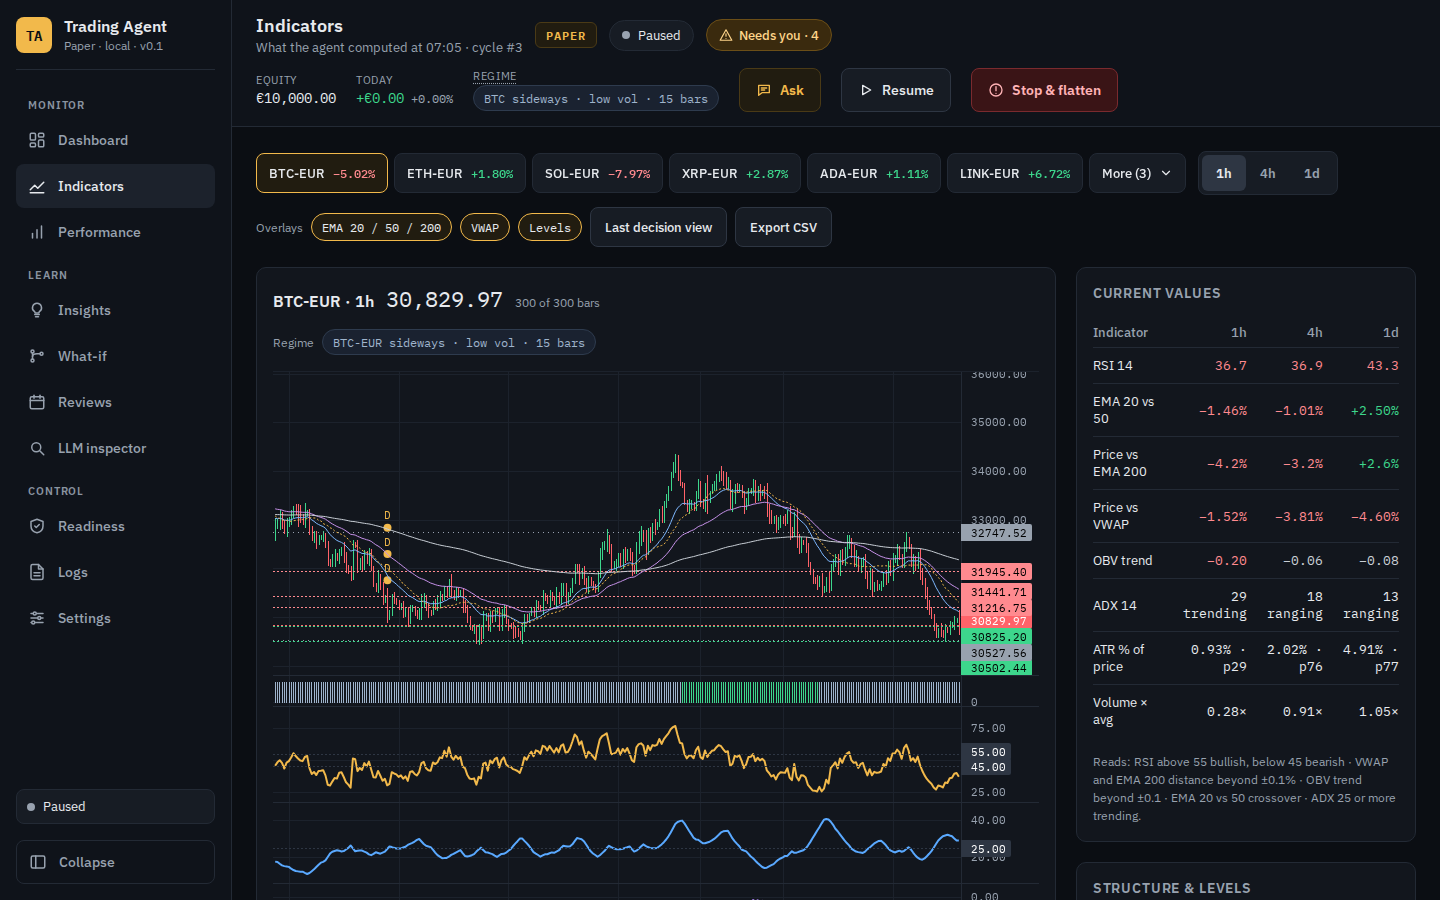 TA
Trading Agent
Paper · local · v0.1
MONITOR
Dashboard
Indicators
Performance
LEARN
Insights
What-if
Reviews
LLM inspector
CONTROL
Readiness
Logs
Settings
Paused
Collapse
Indicators
What the agent computed at 07:05 · cycle #3
PAPER
Paused
Needs you · 4
EQUITY
€10,000.00
TODAY
+€0.00 +0.00%
REGIME
BTC sideways · low vol · 15 bars
Ask
Resume
Stop & flatten
BTC-EUR −5.02%
ETH-EUR +1.80%
SOL-EUR −7.97%
XRP-EUR +2.87%
ADA-EUR +1.11%
LINK-EUR +6.72%
More (3)
1h 4h 1d
Overlays
EMA 20 / 50 / 200
VWAP
Levels
Last decision view
Export CSV
BTC-EUR · 1h 30,829.97 300 of 300 bars
Regime BTC-EUR sideways · low vol · 15 bars
36000.00
35000.00
34000.00
33000.00
32747.52
31945.40
31441.71
31216.75
30829.97
30825.20
30527.56
30502.44
D
D
D
0
75.00
55.00
45.00
25.00
40.00
25.00
20.00
0.00
CURRENT VALUES
Indicator 1h 4h 1d
RSI 14 36.7 36.9 43.3
EMA 20 vs 50 −1.46% −1.01% +2.50%
Price vs EMA 200 −4.2% −3.2% +2.6%
Price vs VWAP −1.52% −3.81% −4.60%
OBV trend −0.20 −0.06 −0.08
ADX 14 29 trending 18 ranging 13 ranging
ATR % of price 0.93% · p29 2.02% · p76 4.91% · p77
Volume × avg 0.28× 0.91× 1.05×
Reads: RSI above 55 bullish, below 45 bearish · VWAP
and EMA 200 distance beyond ±0.1% · OBV trend
beyond ±0.1 · EMA 20 vs 50 crossover · ADX 25 or more
trending.
STRUCTURE & LEVELS